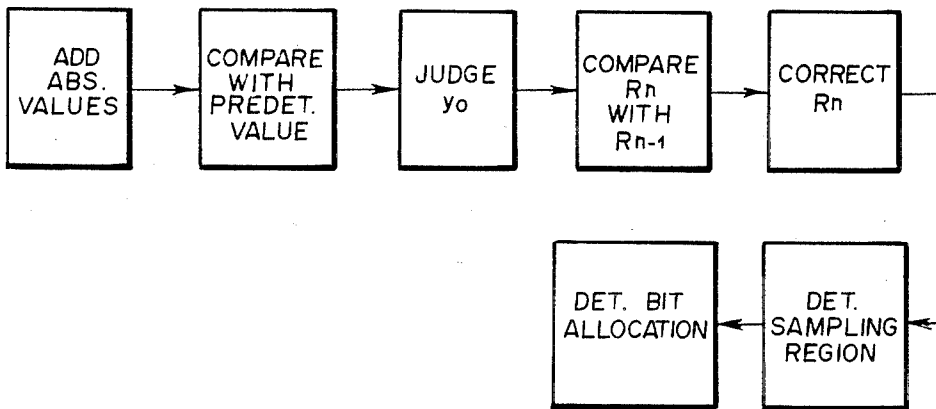 ADD
ABS.
VALUES
COMPARE
WITH
PREDET.
VALUE
JUDGE
yo
COMPARE
Rn
WITH
Rn-1
CORRECT
Rn
DET. BIT
ALLOCATION
DET.
SAMPLING
REGION